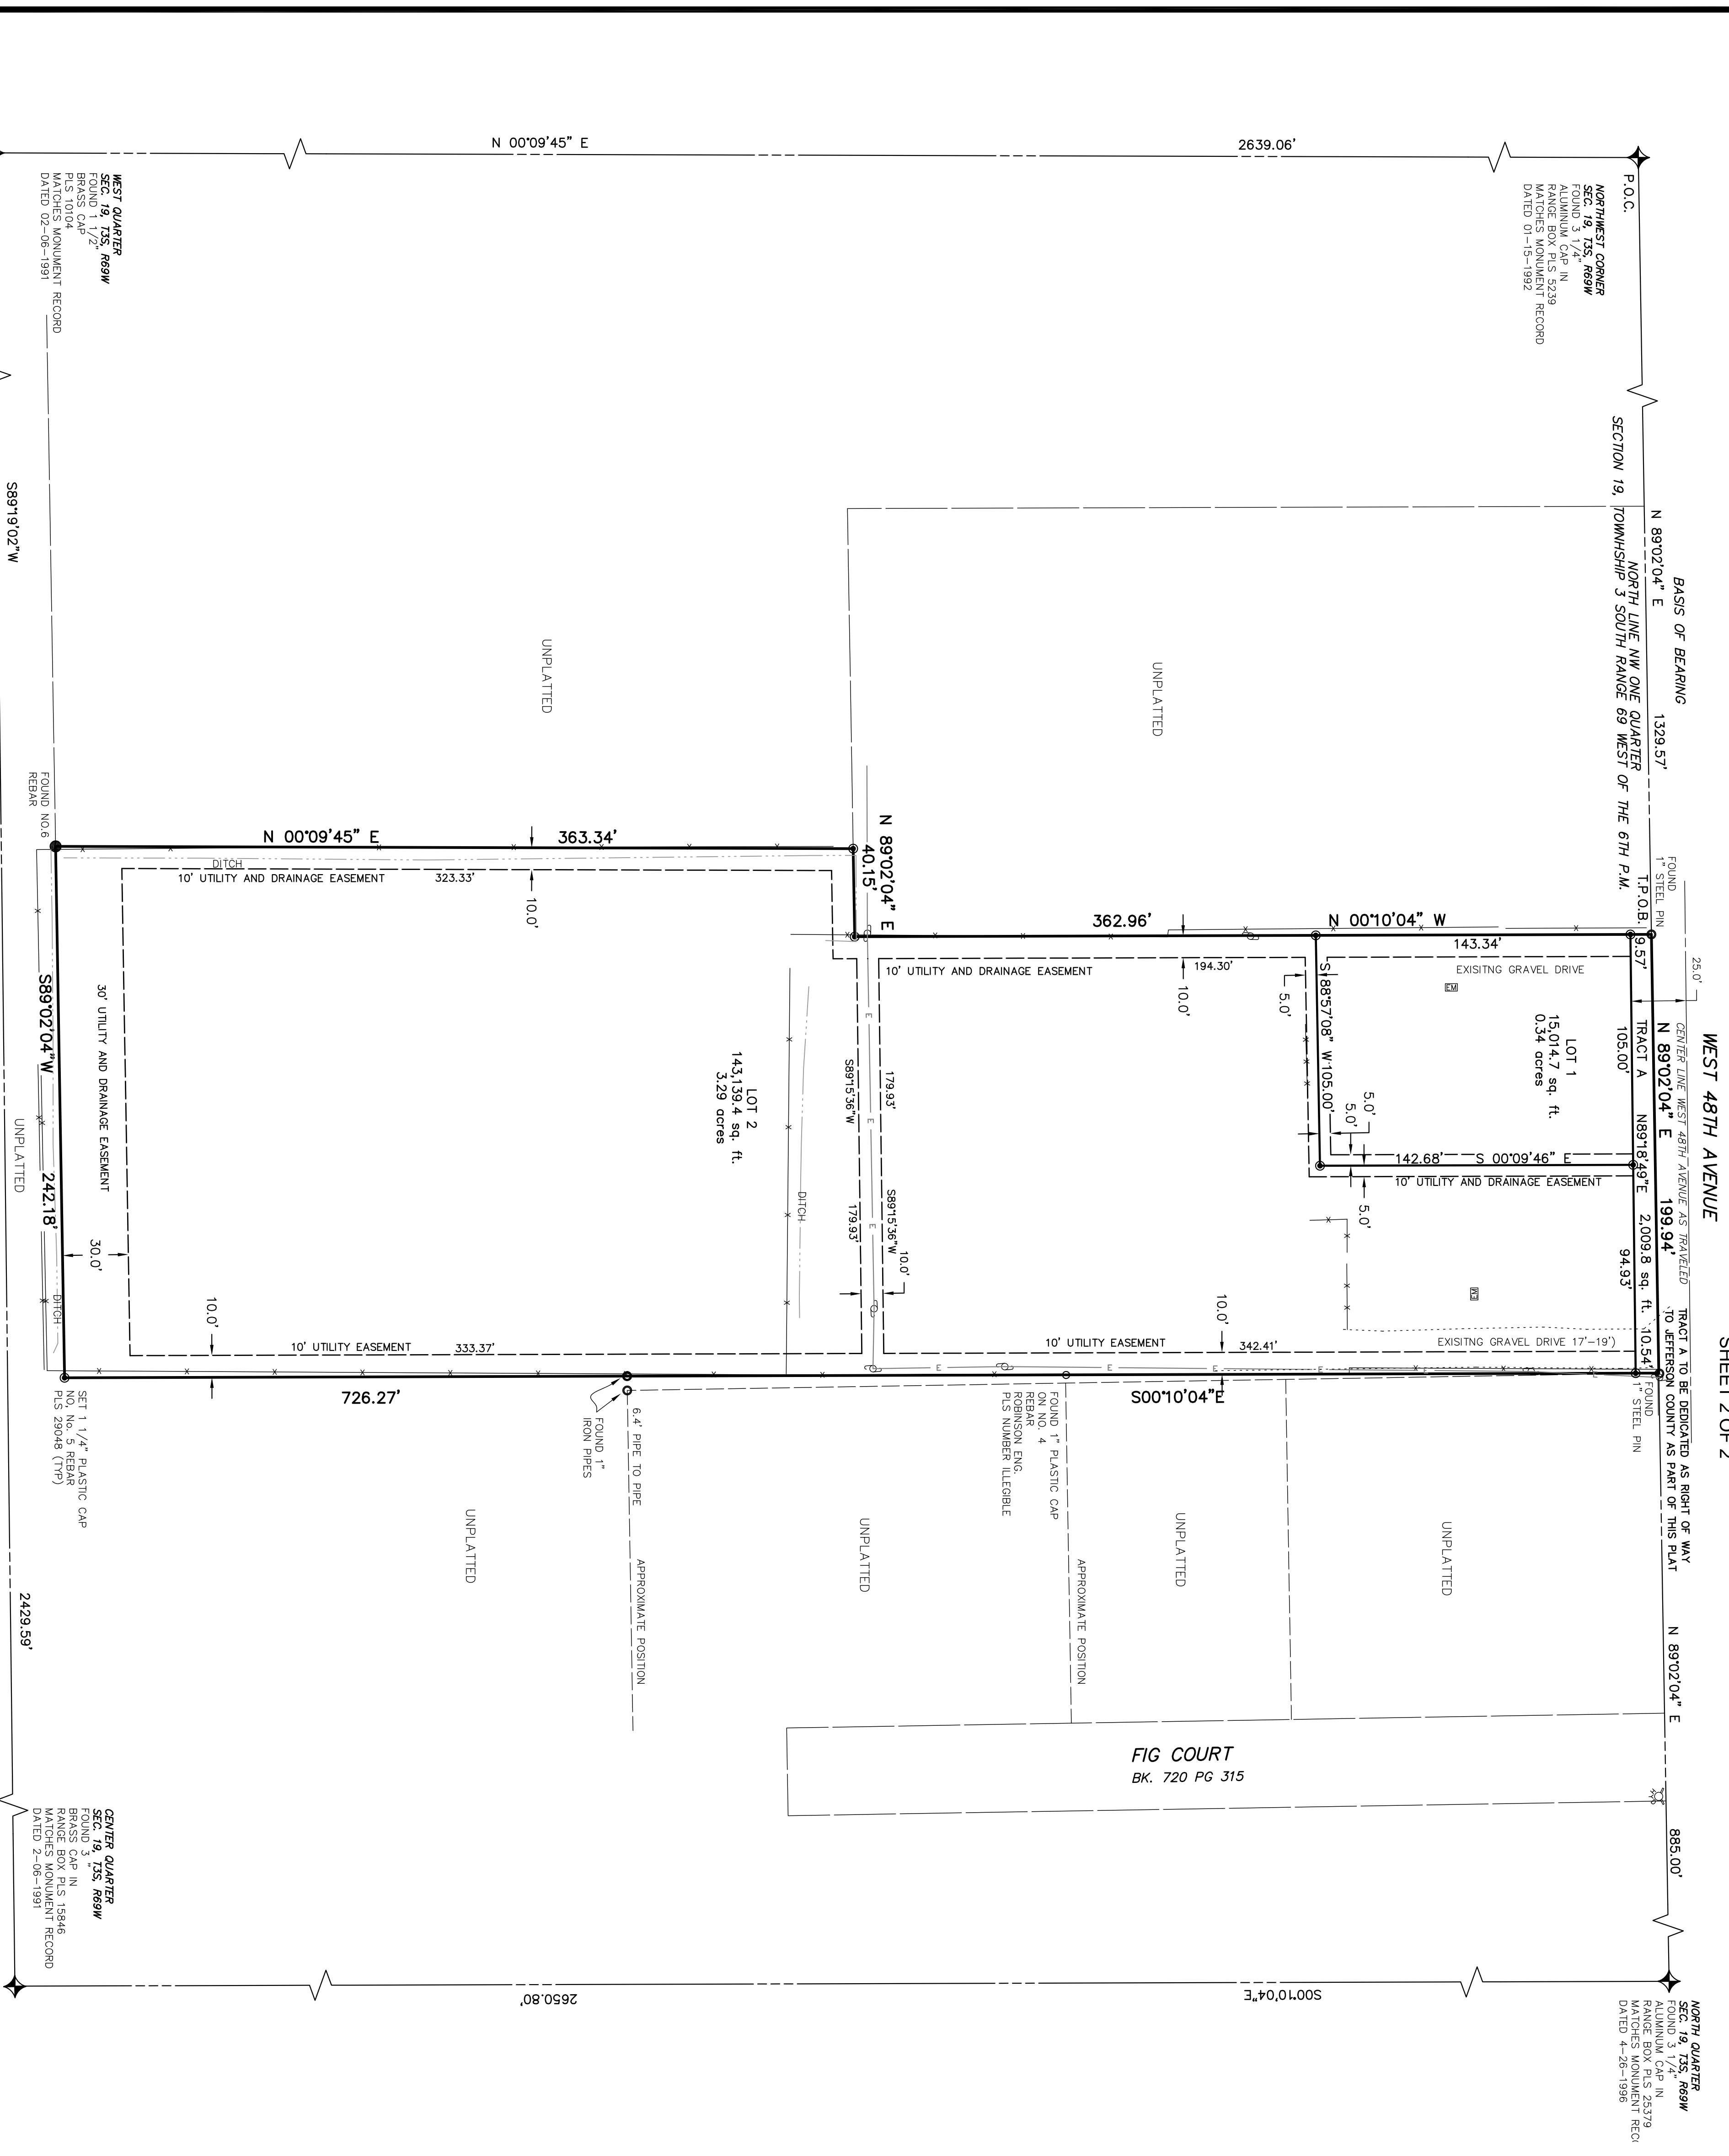 SHEET 2 OF 2
WEST 48TH AVENUE
25.0'
CENTER LINE WEST 48TH AVENUE AS TRAVELED
TRACT A TO BE DEDICATED AS RIGHT OF WAY
TO JEFFERSON COUNTY AS PART OF THIS PLAT
BASIS OF BEARING
N 89°02'04" E
1329.57'
NORTH LINE NW ONE QUARTER
SECTION 19, TOWNHSHIP 3 SOUTH RANGE 69 WEST OF THE 6TH P.M.
P.O.C.
NORTHWEST CORNER
SEC. 19, T3S, R69W
FOUND 3 1/4"
ALUMINUM CAP IN
RANGE BOX PLS 5239
MATCHES MONUMENT RECORD
DATED 01-15-1992
FOUND
1" STEEL PIN
T.P.O.B.
N 89°02'04" E
199.94'
9.57'
TRACT A
105.00'
N89°18'49"E
2,009.8 sq. ft.
94.93'
10.54'
FOUND
1" STEEL PIN
N 89°02'04" E
885.00'
NORTH QUARTER
SEC. 19, T3S, R69W
FOUND 3 1/4"
ALUMINUM CAP IN
RANGE BOX PLS 25379
MATCHES MONUMENT REC
DATED 4-26-1996
2639.06'
N 00°09'45" E
UNPLATTED
UNPLATTED
N 00°10'04" W
362.96'
143.34'
EXISITNG GRAVEL DRIVE
EM
LOT 1
15,014.7 sq. ft.
0.34 acres
S 88°57'08" W
105.00'
142.68'
S 00°09'46" E
10' UTILITY AND DRAINAGE EASEMENT
5.0'
5.0'
5.0'
5.0'
EM
EXISITNG GRAVEL DRIVE 17'-19')
10' UTILITY AND DRAINAGE EASEMENT
194.30'
10.0'
10' UTILITY EASEMENT
342.41'
10.0'
N 89°02'04" E
40.15'
E
E
E
E
E
E
E
E
179.93'
S89°15'36"W
10.0'
S89°15'36"W
179.93'
DITCH
LOT 2
143,139.4 sq. ft.
3.29 acres
N 00°09'45" E
363.34'
DITCH
10' UTILITY AND DRAINAGE EASEMENT
323.33'
10.0'
30' UTILITY AND DRAINAGE EASEMENT
30.0'
10' UTILITY EASEMENT
333.37'
10.0'
S00°10'04"E
726.27'
FOUND 1" PLASTIC CAP
ON NO. 4
REBAR
ROBINSON ENG.
PLS NUMBER ILLEGIBLE
6.4' PIPE TO PIPE
FOUND 1"
IRON PIPES
APPROXIMATE POSITION
APPROXIMATE POSITION
UNPLATTED
UNPLATTED
UNPLATTED
UNPLATTED
FIG COURT
BK. 720 PG 315
S00°10'04"E
2650.80'
WEST QUARTER
SEC. 19, T3S, R69W
FOUND 1 1/2"
BRASS CAP
PLS 10104
MATCHES MONUMENT RECORD
DATED 02-06-1991
FOUND NO.6
REBAR
S89°02'04"W
242.18'
DITCH
UNPLATTED
SET 1 1/4" PLASTIC CAP
NO, No. 5 REBAR
PLS 29048 (TYP)
S89°19'02"W
2429.59'
CENTER QUARTER
SEC. 19, T3S, R69W
FOUND 3 "
BRASS CAP IN
RANGE BOX PLS 15846
MATCHES MONUMENT RECORD
DATED 2-06-1991